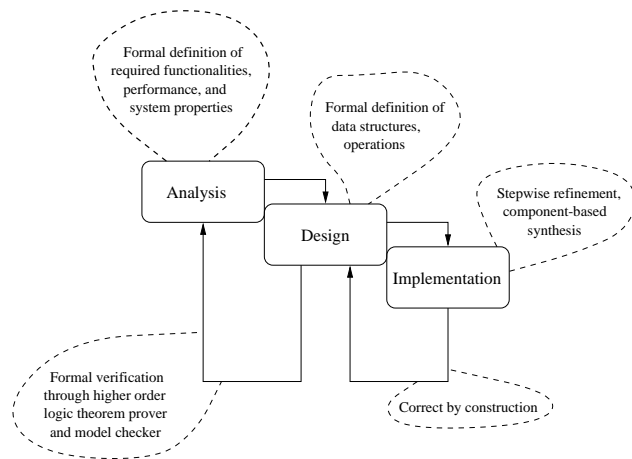 Formal definition of
required functionalities,
performance, and
system properties
Formal definition of
data structures,
operations
Analysis
Stepwise refinement,
component-based
synthesis
Design
Implementation
Formal verification
through higher order
logic theorem prover
and model checker
Correct by construction